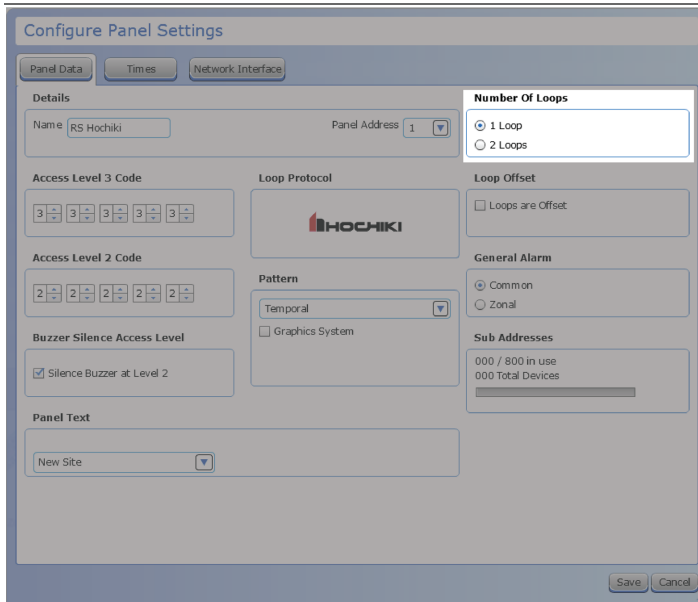 Configure Panel Settings
Panel Data Times Network Interface
Details
Name RS Hochiki Panel Address 1
Number Of Loops
1 Loop
2 Loops
Access Level 3 Code
3 3 3 3 3
Loop Protocol
HOCHIKI
Loop Offset
Loops are Offset
Access Level 2 Code
2 2 2 2 2
Pattern
Temporal
Graphics System
General Alarm
Common
Zonal
Buzzer Silence Access Level
Silence Buzzer at Level 2
Sub Addresses
000 / 800 in use
000 Total Devices
Panel Text
New Site
Save Cancel